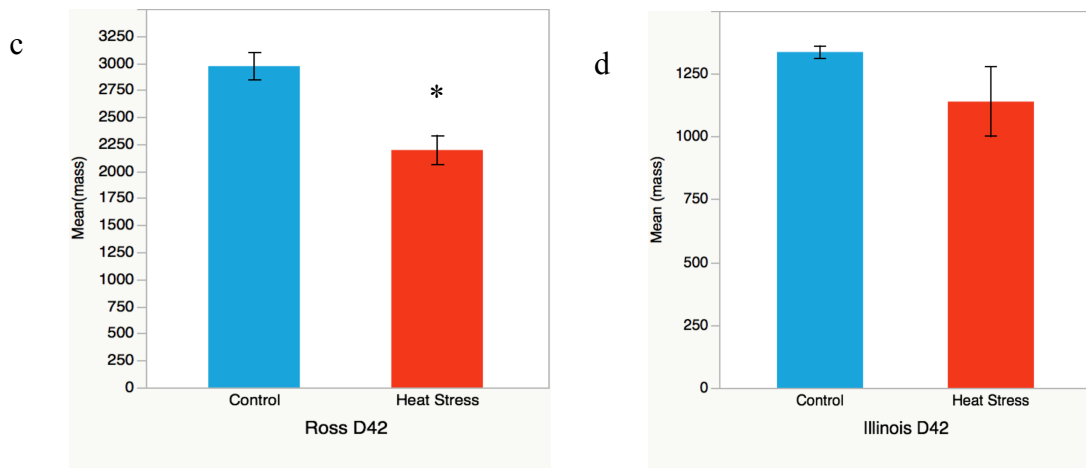 c
3250
3000
2750
2500
*
2250
2000
1750
1500
1250
1000
750
500
250
0
Mean(mass)
Control Heat Stress
Ross D42
d
1250
1000
750
500
250
0
Mean (mass)
Control Heat Stress
Illinois D42